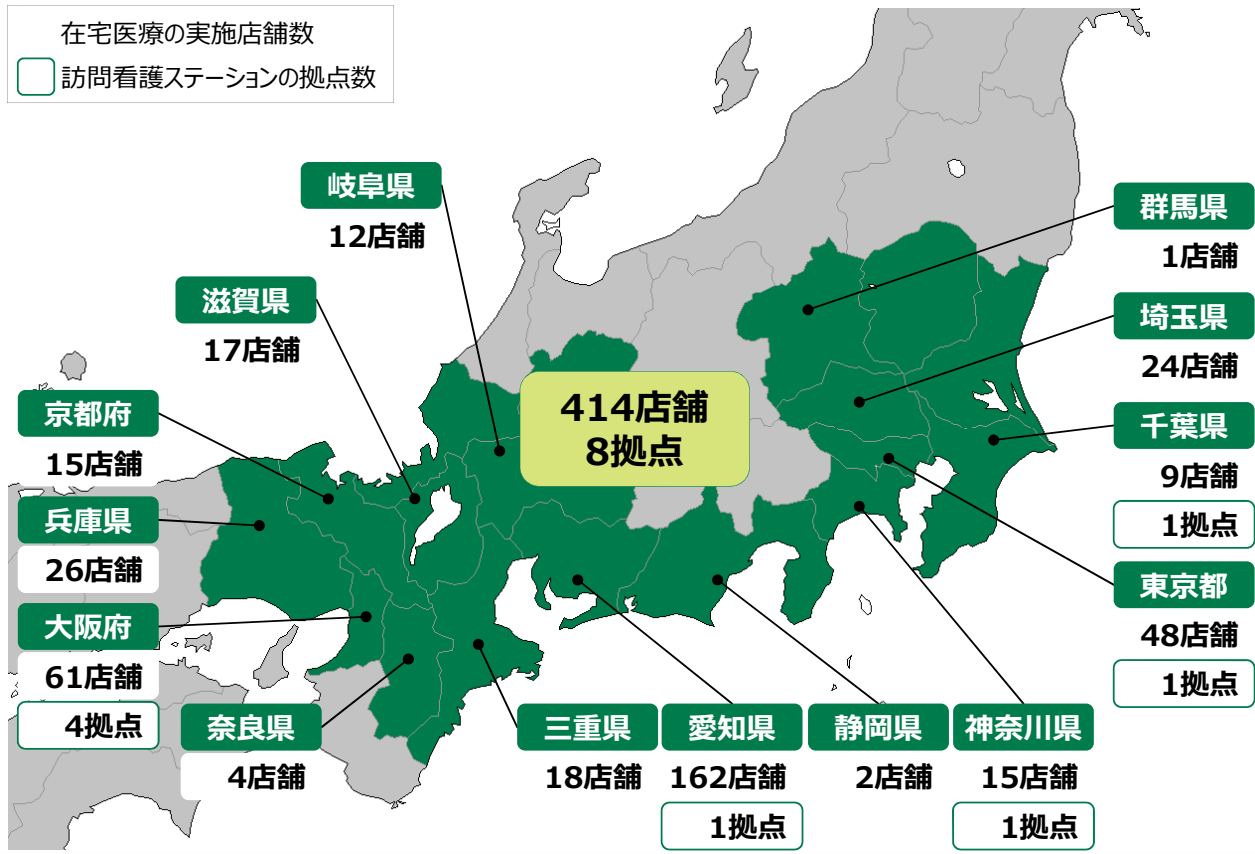 在宅医療の実施店舗数
訪問看護ステーションの拠点数
岐阜県
12店舗
滋賀県
17店舗
京都府
15店舗
兵庫県
26店舗
大阪府
61店舗
4拠点
奈良県
4店舗
414店舗
8拠点
三重県
18店舗
愛知県
162店舗
1拠点
静岡県
2店舗
神奈川県
15店舗
1拠点
群馬県
1店舗
埼玉県
24店舗
千葉県
9店舗
1拠点
東京都
48店舗
1拠点